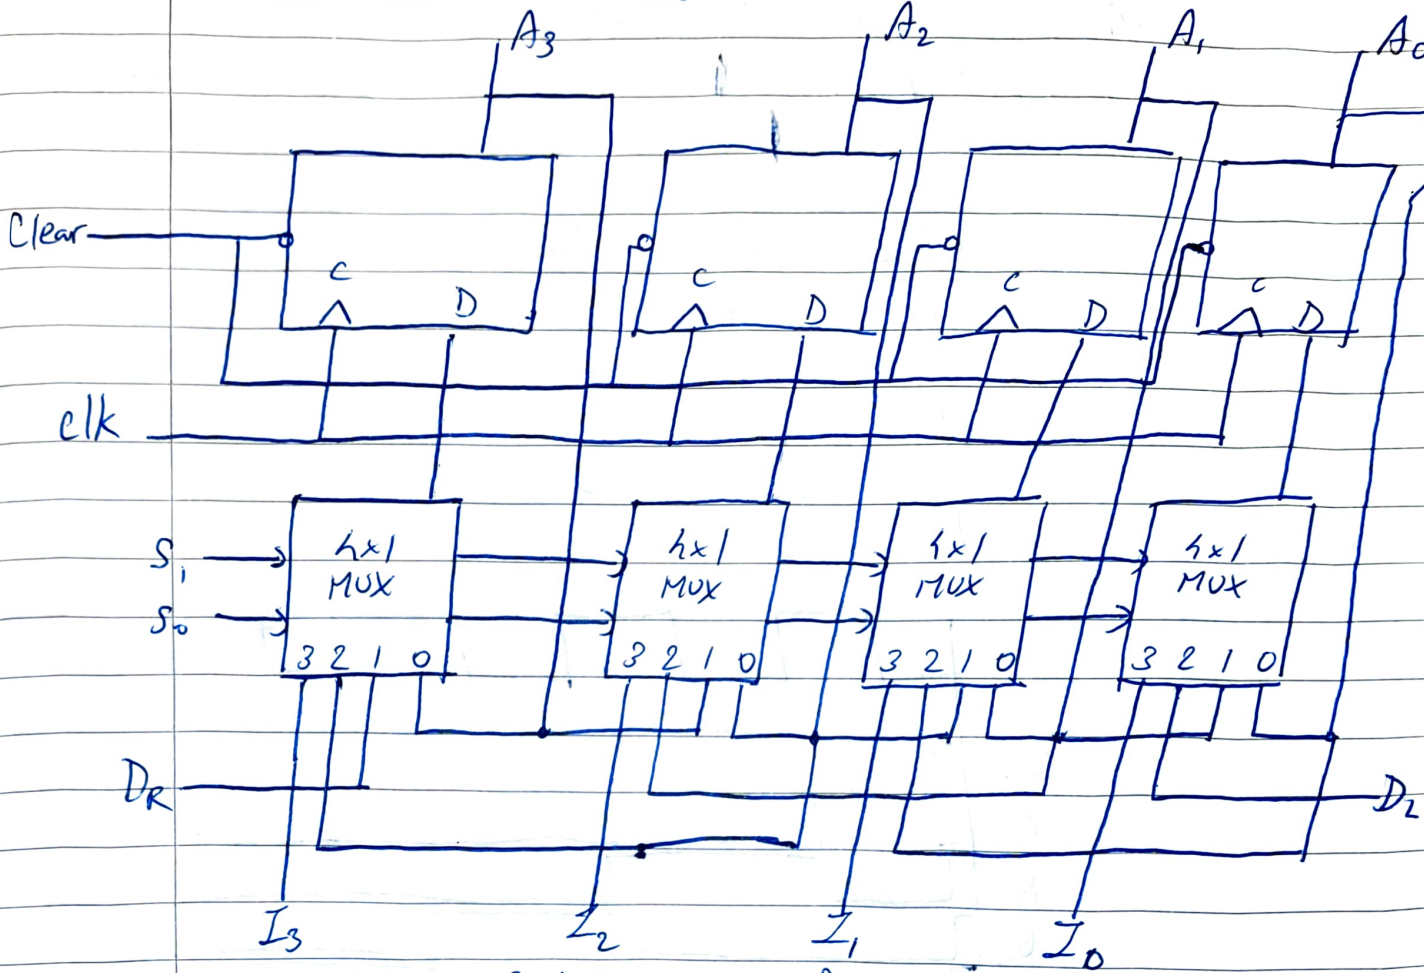 A3 A2 A1 A0
Clear
C D C D C D C D
clk
S1 4x1 4x1 4x1 4x1
MUX MUX MUX MUX
S0
3 2 1 0 3 2 1 0 3 2 1 0 3 2 1 0
DR DL
I3 I2 I1 I0